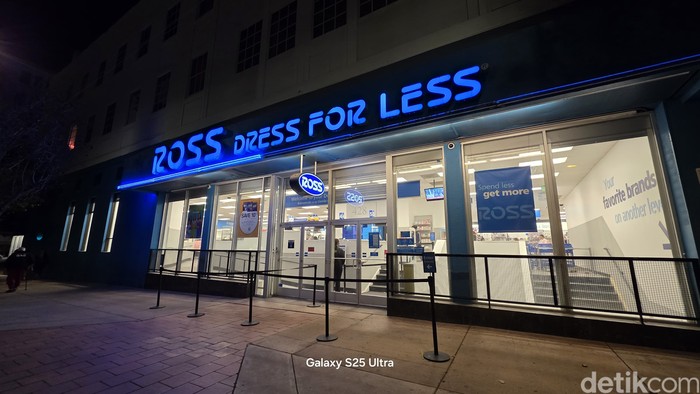 ROSS DRESS FOR LESS
ROSS
Spend less
get more
ROSS
Your
favorite brands
on another level
Galaxy S25 Ultra
detikcom